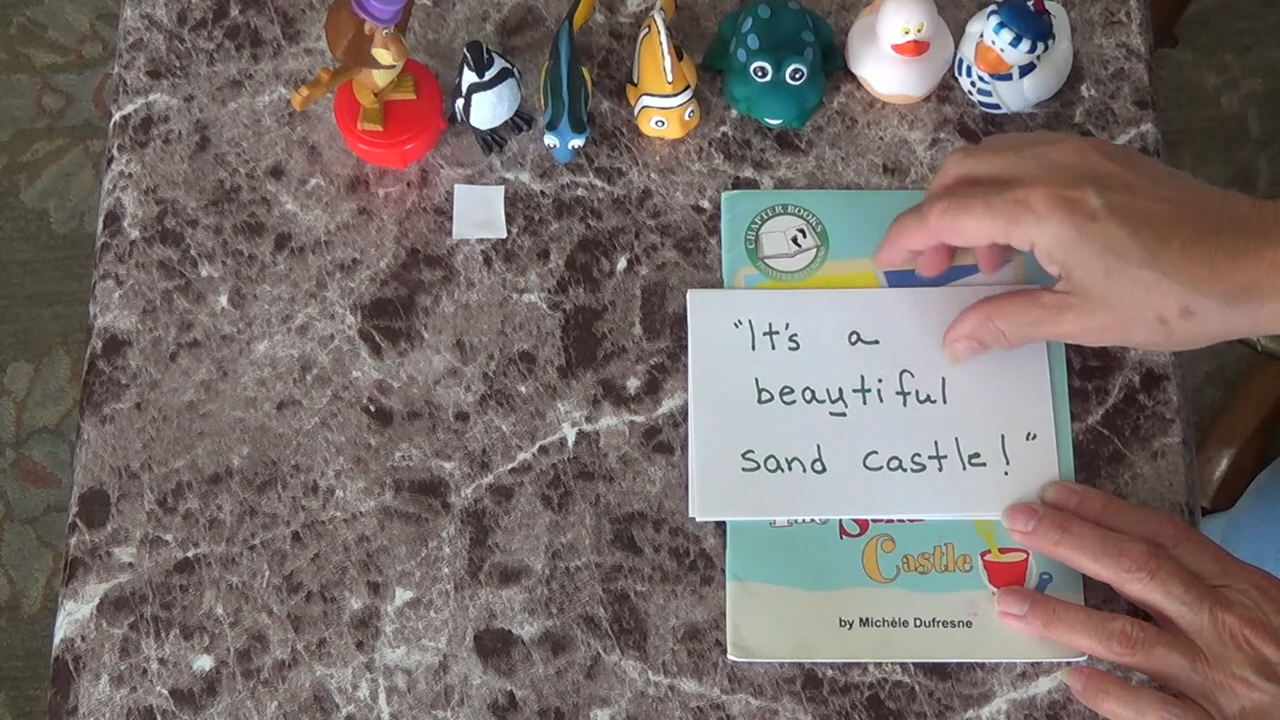 CHAPTER BOOKS
"It's a
beautiful
sand castle!"
Castle
by Michèle Dufresne